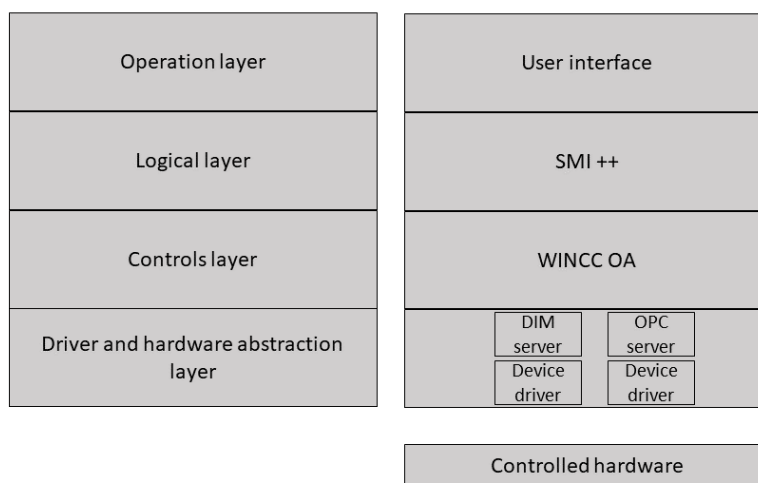 Operation layer
User interface
Logical layer
SMI ++
Controls layer
WINCC OA
Driver and hardware abstraction
layer
DIM
server
OPC
server
Device
driver
Device
driver
Controlled hardware